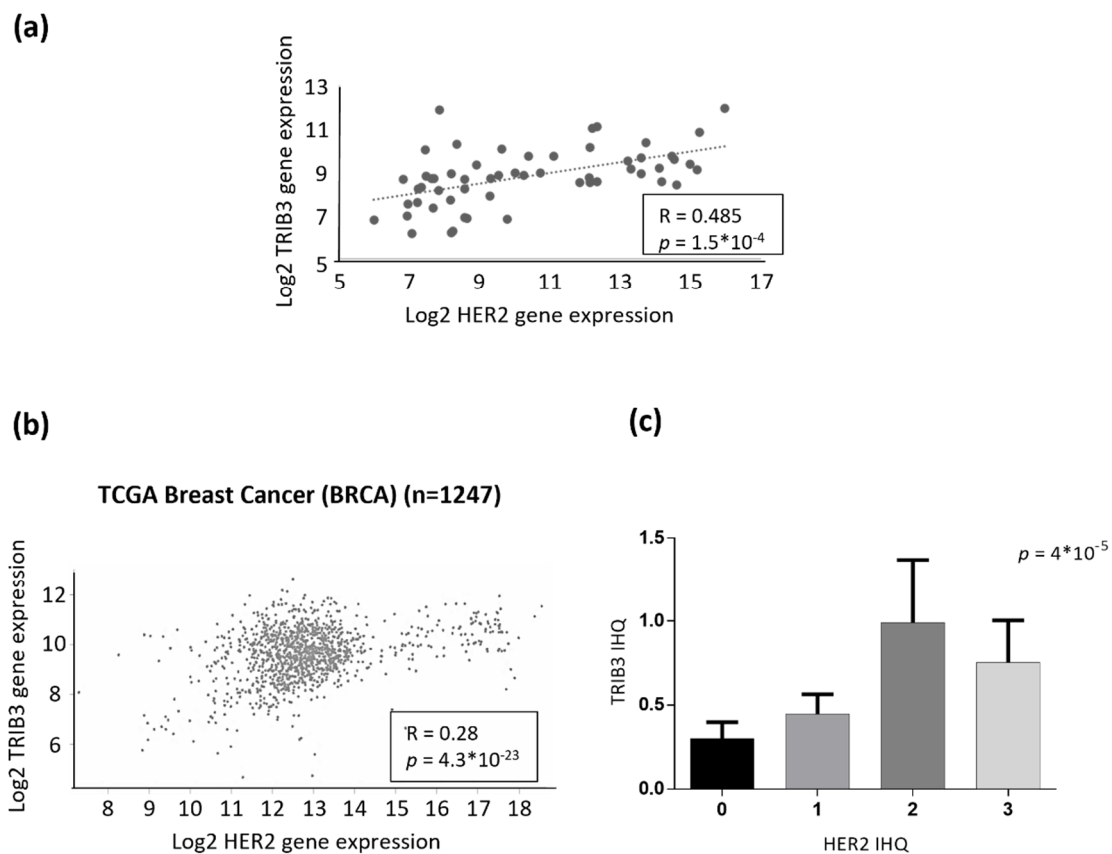 (a)
Log2 TRIB3 gene expression
13
11
9
7
5
R = 0.485
p = 1.5*10-4
5 7 9 11 13 15 17
Log2 HER2 gene expression
(b)
TCGA Breast Cancer (BRCA) (n=1247)
Log2 TRIB3 gene expression
12
10
8
6
R = 0.28
p = 4.3*10-23
8 9 10 11 12 13 14 15 16 17 18
Log2 HER2 gene expression
(c)
TRIB3 IHQ
1.5
1.0
0.5
0.0
p = 4*10-5
0 1 2 3
HER2 IHQ